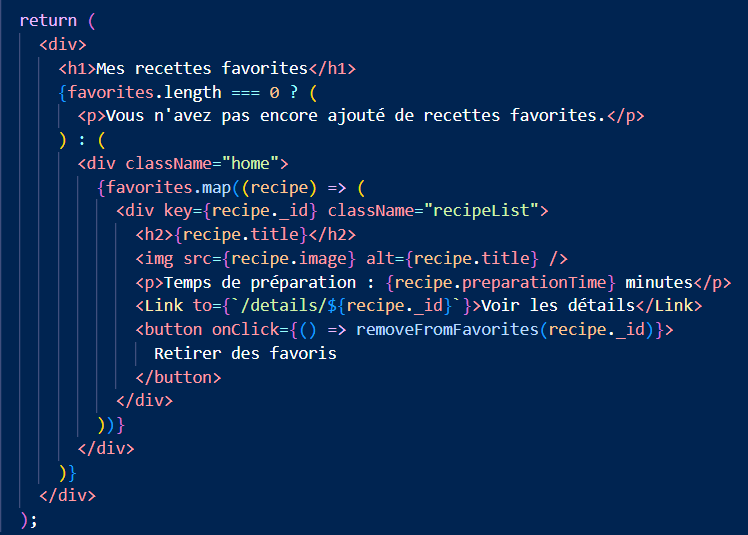 return (
<div>
<h1>Mes recettes favorites</h1>
{favorites.length === 0 ? (
<p>Vous n'avez pas encore ajouté de recettes favorites.</p>
) : (
<div className="home">
{favorites.map((recipe) => (
<div key={recipe._id} className="recipeList">
<h2>{recipe.title}</h2>
<img src={recipe.image} alt={recipe.title} />
<p>Temps de préparation : {recipe.preparationTime} minutes</p>
<Link to={`/details/${recipe._id}`}>Voir les détails</Link>
<button onClick={() => removeFromFavorites(recipe._id)}>
Retirer des favoris
</button>
</div>
))}
</div>
)}
</div>
);